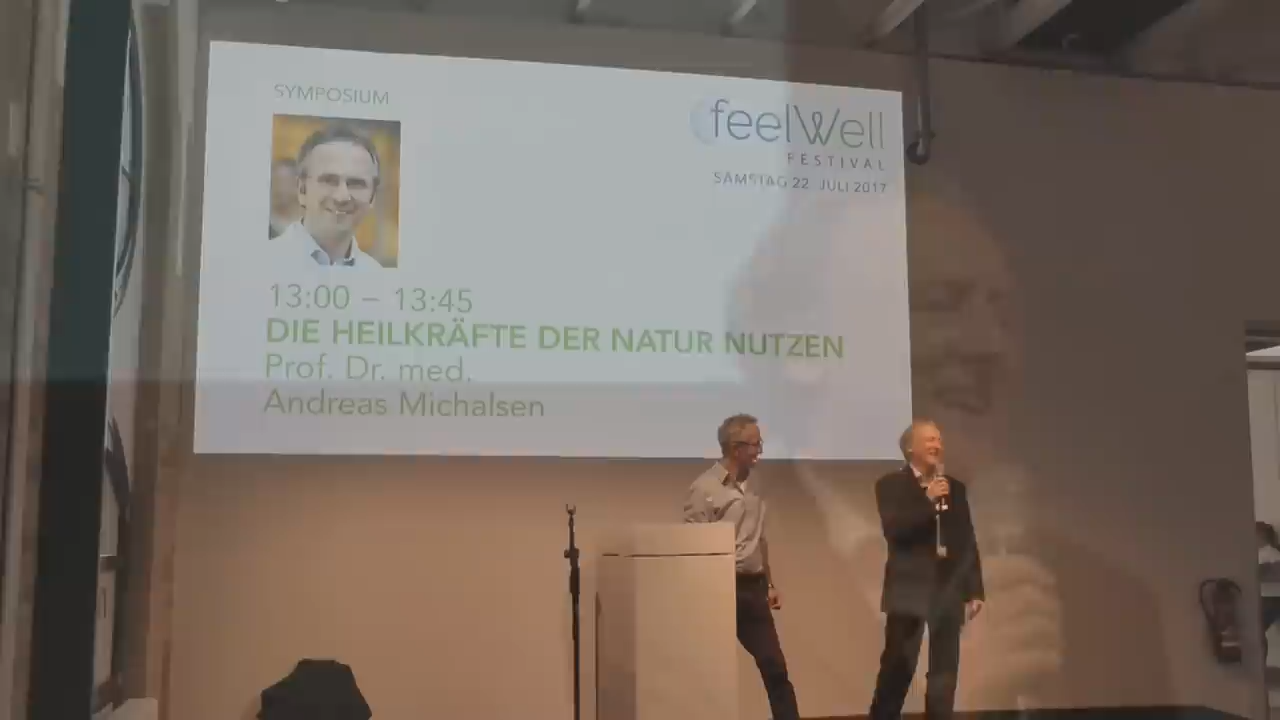 SYMPOSIUM
feelWell
FESTIVAL
SAMSTAG 22. JULI 2017
13:00 – 13:45
DIE HEILKRÄFTE DER NATUR NUTZEN
Prof. Dr. med.
Andreas Michalsen